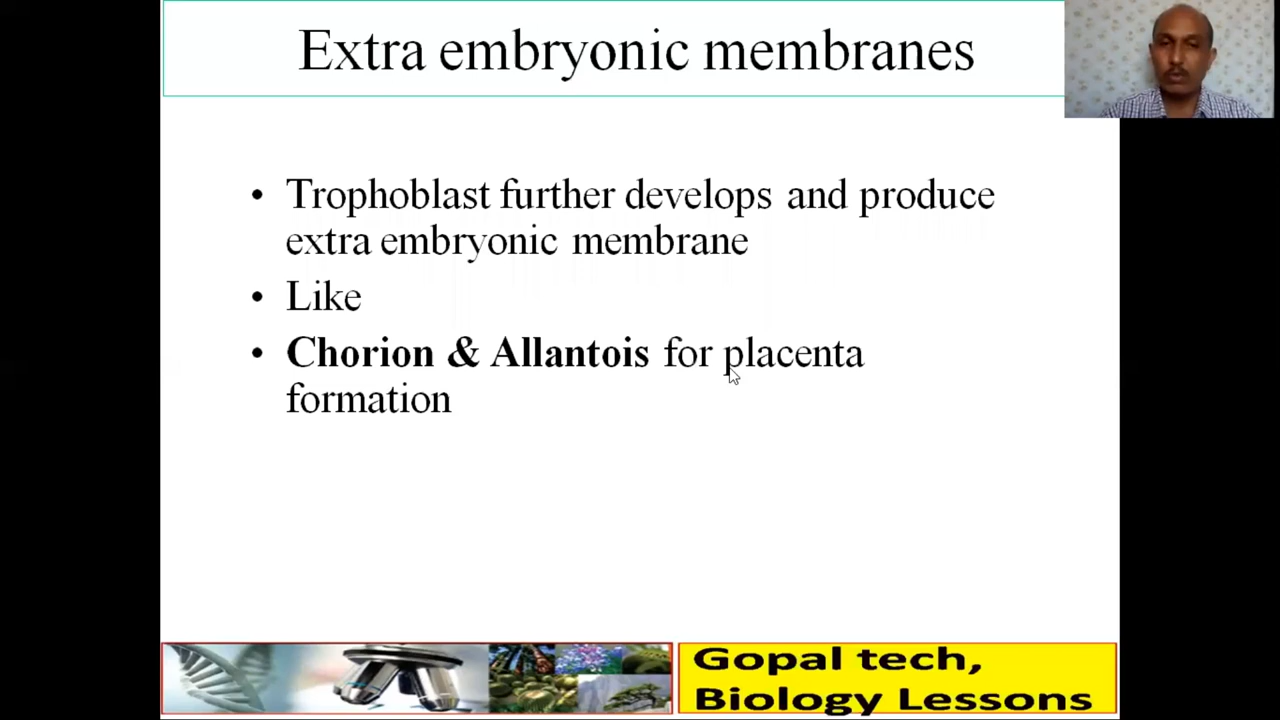 Extra embryonic membranes
• Trophoblast further develops and produce
extra embryonic membrane
• Like
• Chorion & Allantois for placenta
formation
Gopal tech,
Biology Lessons